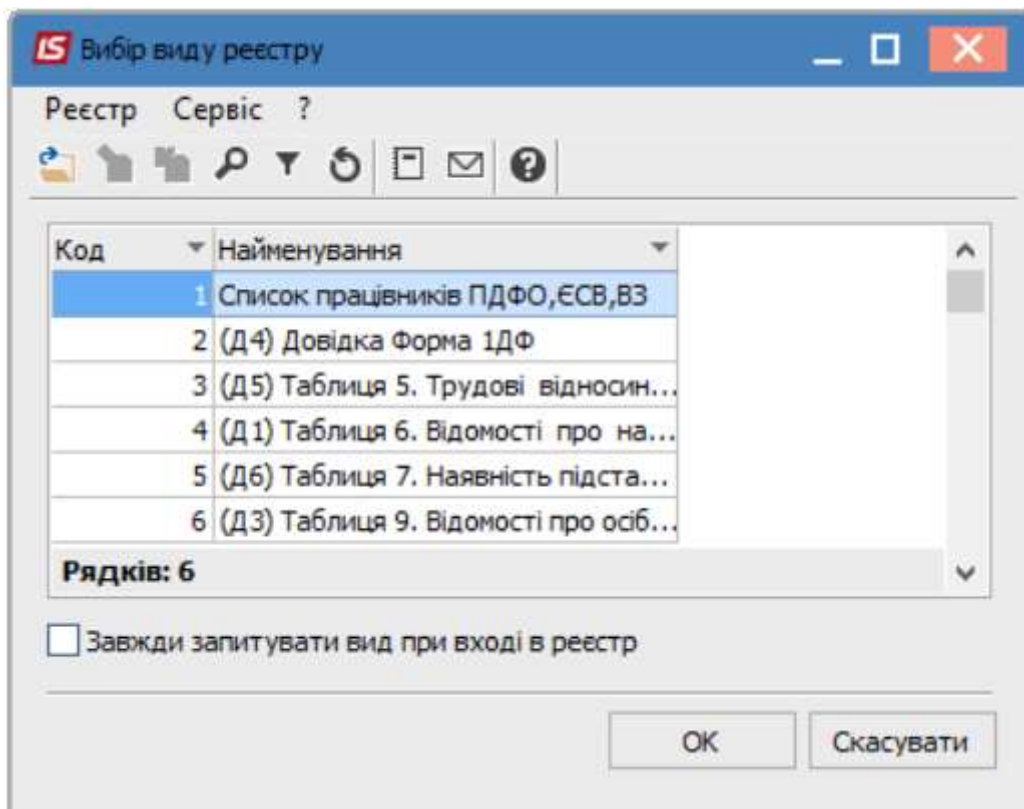 IS Вибір виду реєстру
Реєстр Сервіс ?
Код Найменування
1 Список працівників ПДФО,ЄСВ,ВЗ
2 (Д4) Довідка Форма 1ДФ
3 (Д5) Таблиця 5. Трудові відносин...
4 (Д1) Таблиця 6. Відомості про на...
5 (Д6) Таблиця 7. Наявність підста...
6 (Д3) Таблиця 9. Відомості про осіб...
Рядків: 6
Завжди запитувати вид при вході в реєстр
ОК Скасувати